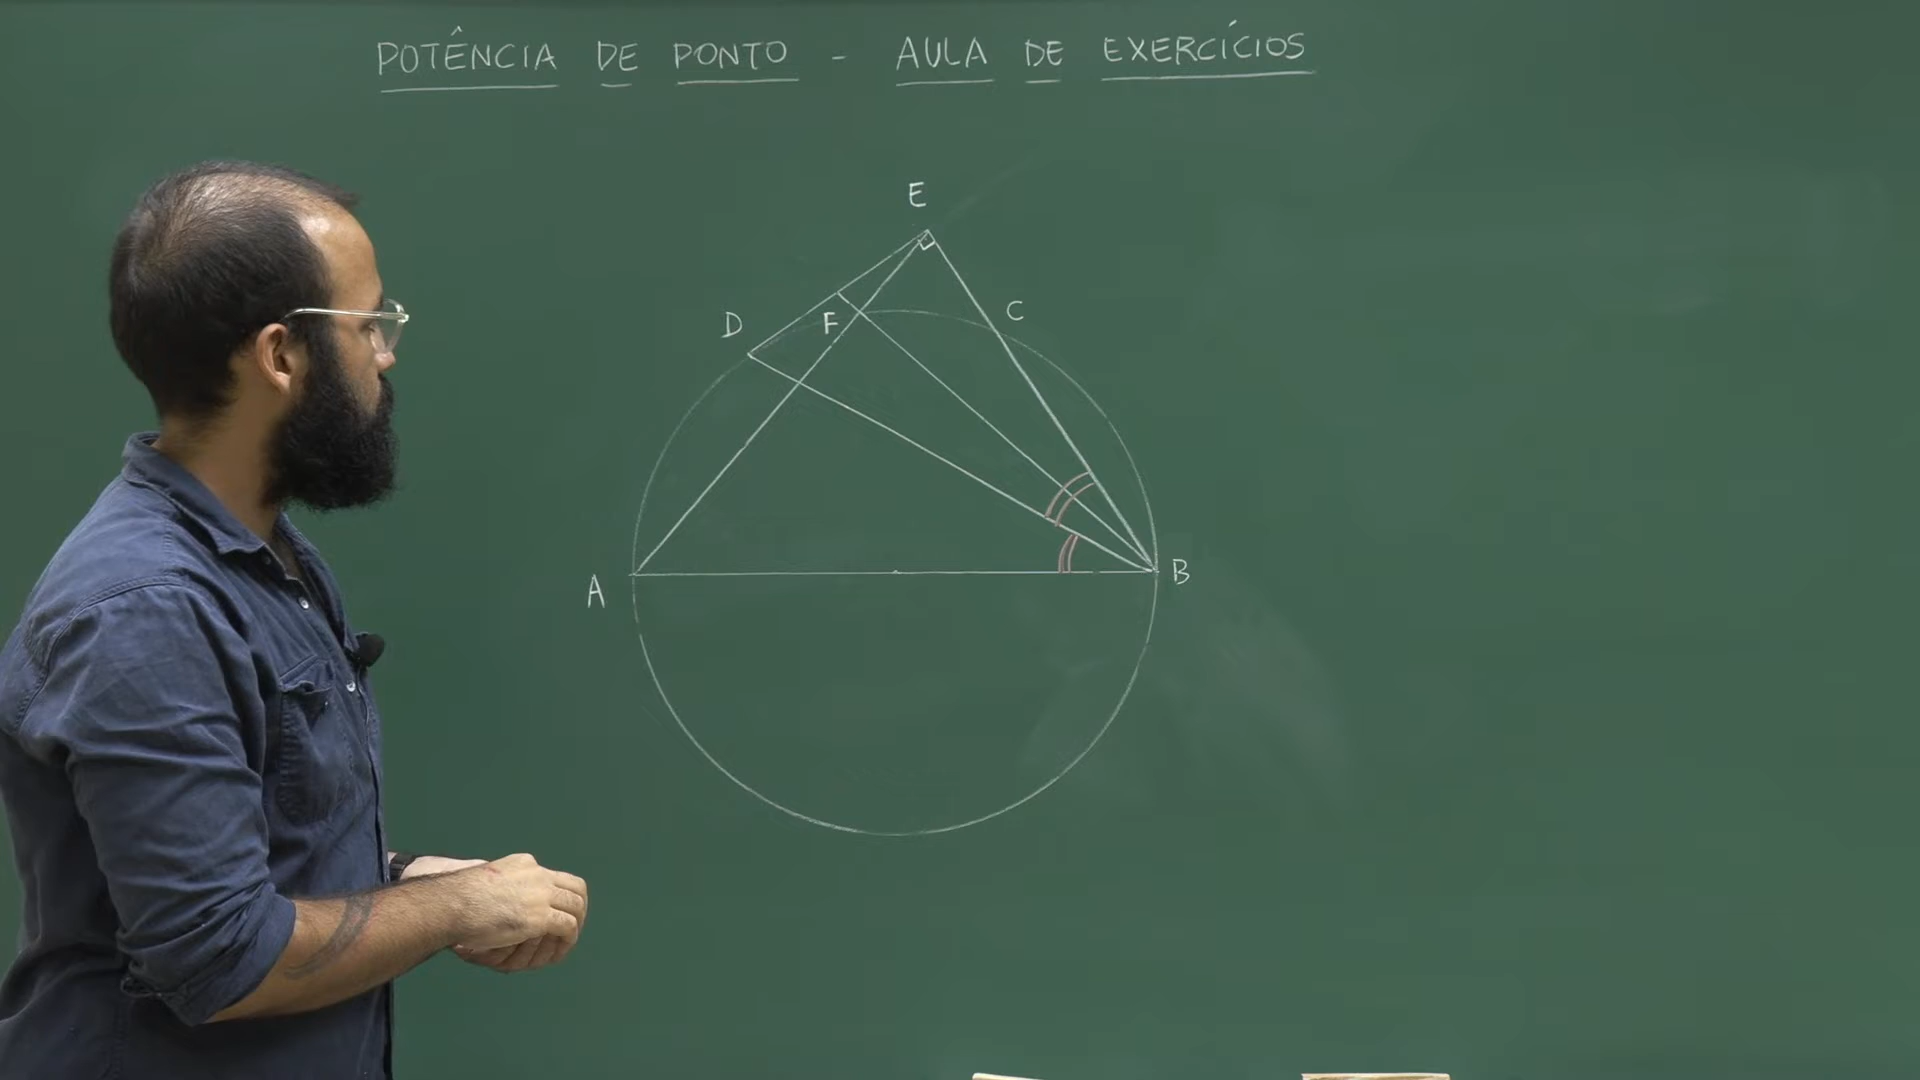 POTÊNCIA DE PONTO - AULA DE EXERCÍCIOS
E
D F C
A B